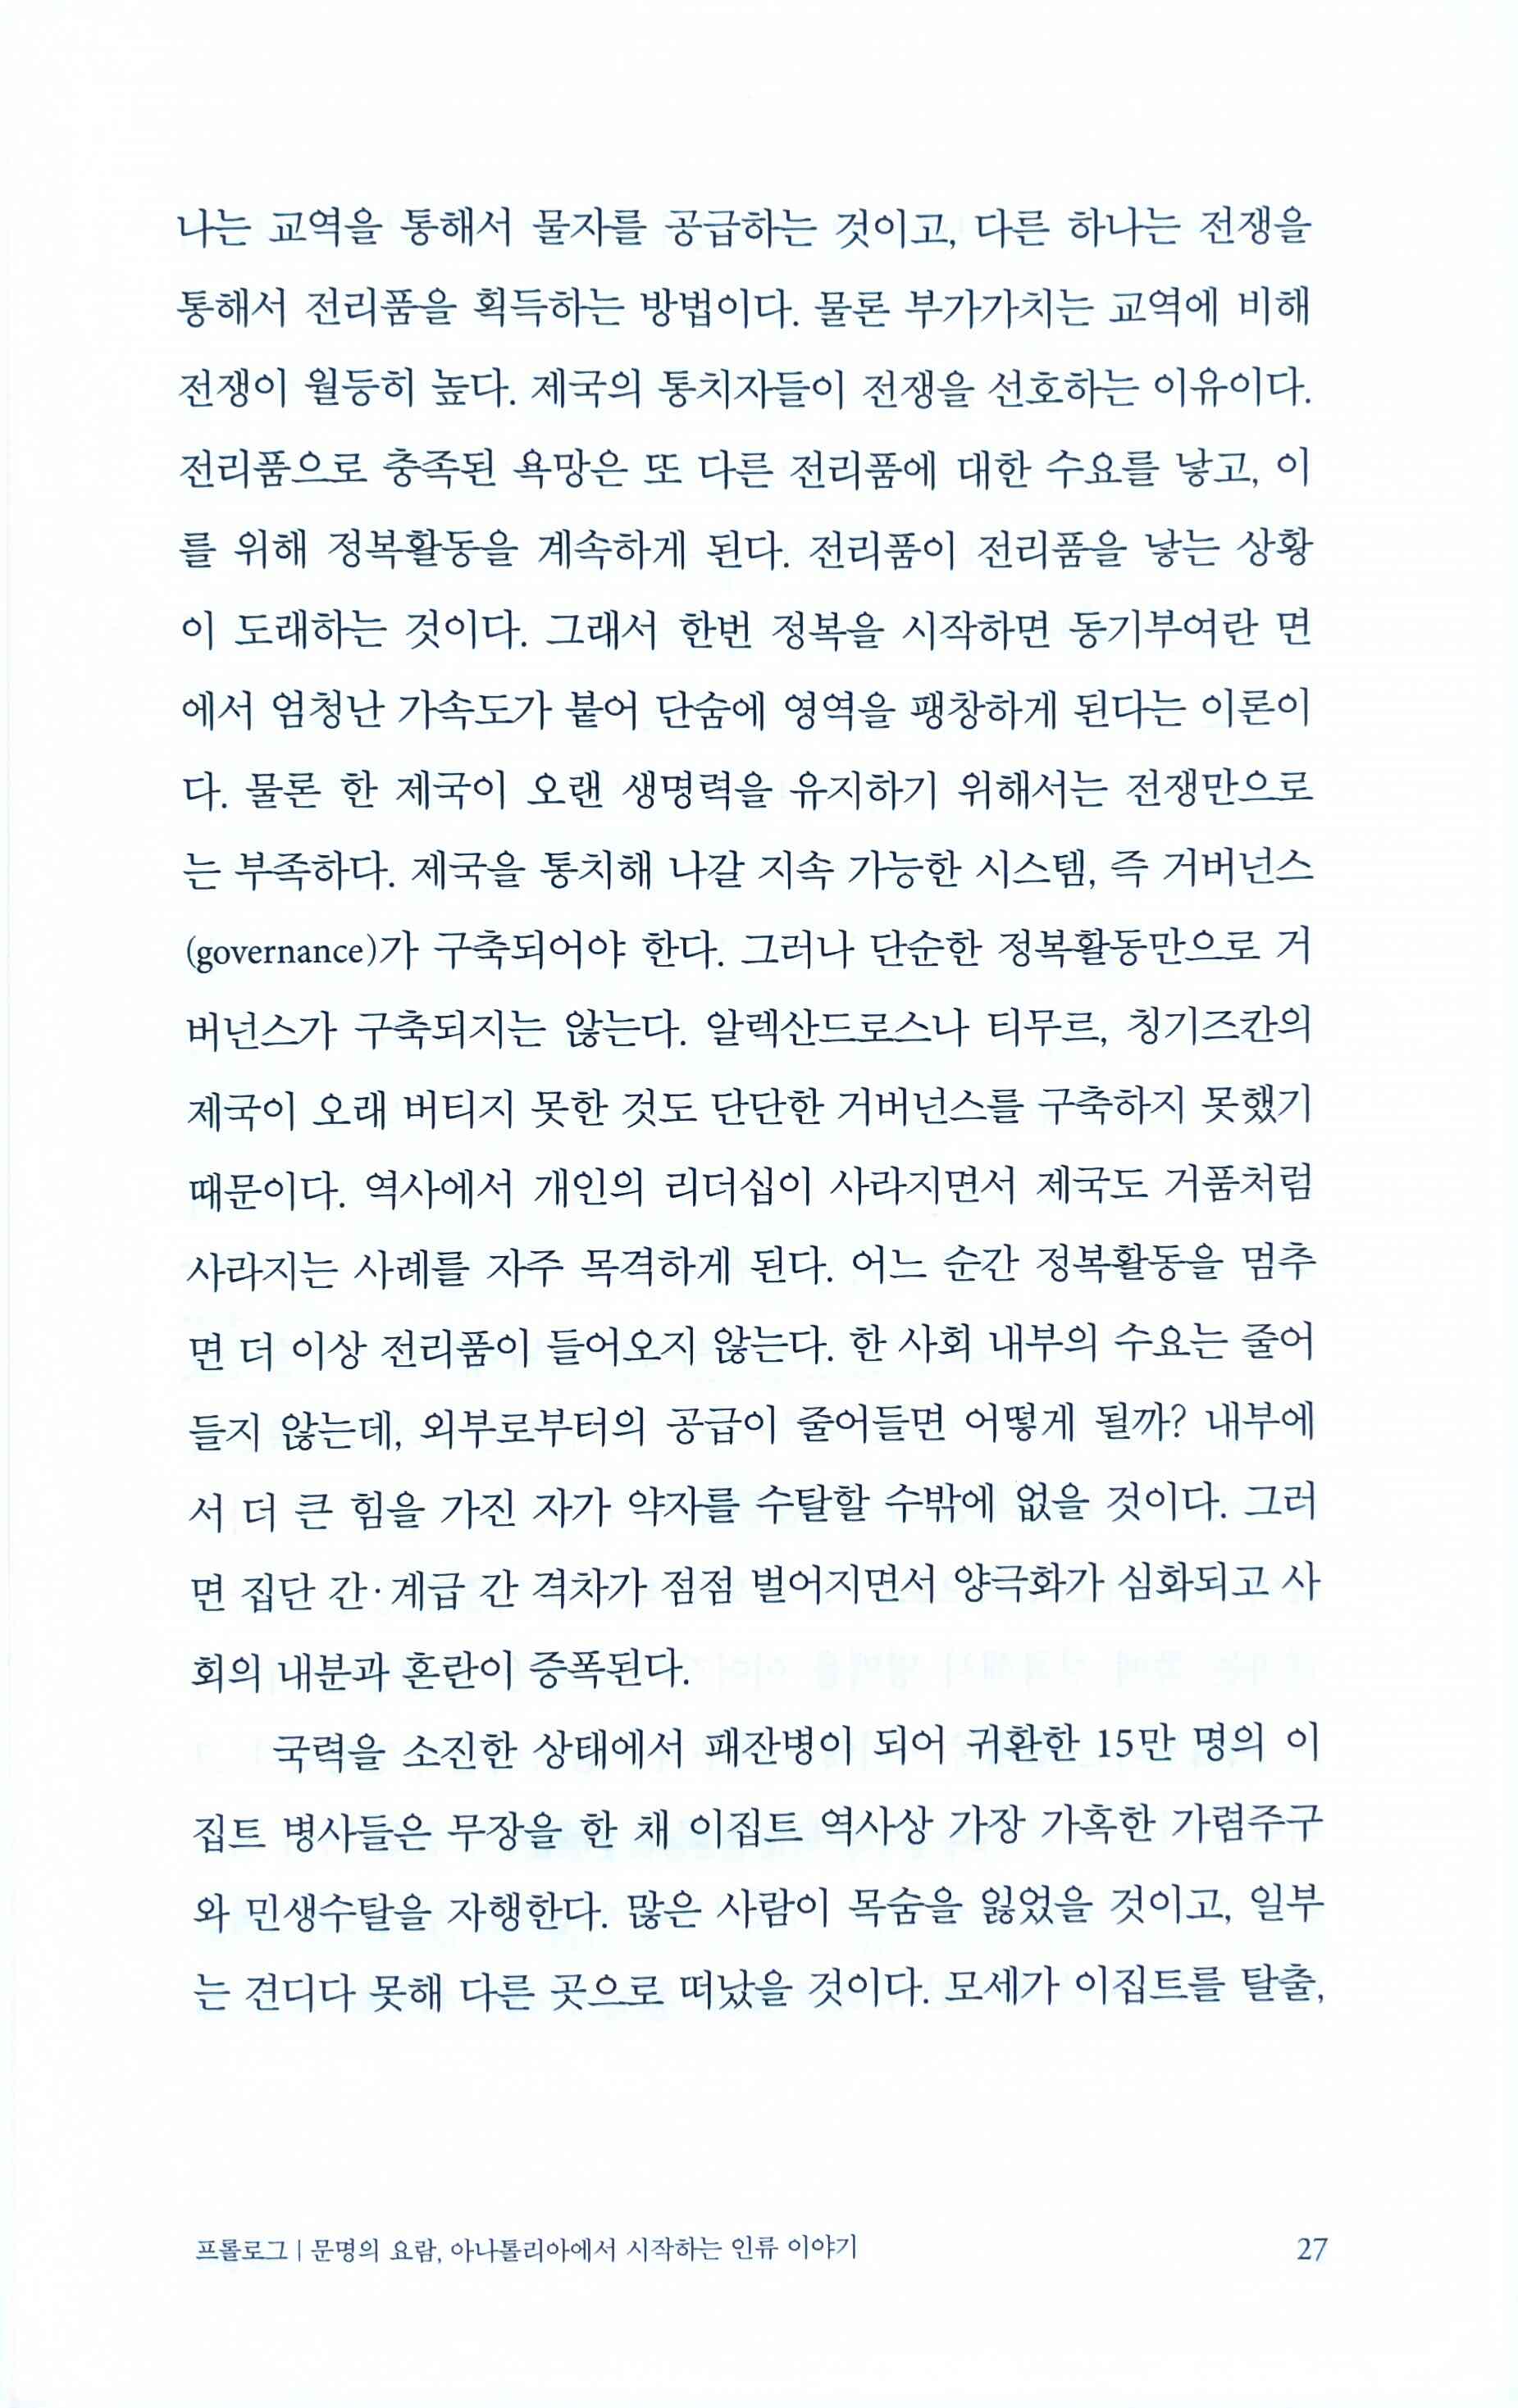 나는 교역을 통해서 물자를 공급하는 것이고, 다른 하나는 전쟁을
통해서 전리품을 획득하는 방법이다. 물론 부가가치는 교역에 비해
전쟁이 월등히 높다. 제국의 통치자들이 전쟁을 선호하는 이유이다.
전리품으로 충족된 욕망은 또 다른 전리품에 대한 수요를 낳고, 이
를 위해 정복활동을 계속하게 된다. 전리품이 전리품을 낳는 상황
이 도래하는 것이다. 그래서 한번 정복을 시작하면 동기부여란 면
에서 엄청난 가속도가 붙어 단숨에 영역을 팽창하게 된다는 이론이
다. 물론 한 제국이 오랜 생명력을 유지하기 위해서는 전쟁만으로
는 부족하다. 제국을 통치해 나갈 지속 가능한 시스템, 즉 거버넌스
(governance)가 구축되어야 한다. 그러나 단순한 정복활동만으로 거
버넌스가 구축되지는 않는다. 알렉산드로스나 티무르, 칭기즈칸의
제국이 오래 버티지 못한 것도 단단한 거버넌스를 구축하지 못했기
때문이다. 역사에서 개인의 리더십이 사라지면서 제국도 거품처럼
사라지는 사례를 자주 목격하게 된다. 어느 순간 정복활동을 멈추
면 더 이상 전리품이 들어오지 않는다. 한 사회 내부의 수요는 줄어
들지 않는데, 외부로부터의 공급이 줄어들면 어떻게 될까? 내부에
서 더 큰 힘을 가진 자가 약자를 수탈할 수밖에 없을 것이다. 그러
면 집단 간·계급 간 격차가 점점 벌어지면서 양극화가 심화되고 사
회의 내분과 혼란이 증폭된다.
국력을 소진한 상태에서 패잔병이 되어 귀환한 15만 명의 이
집트 병사들은 무장을 한 채 이집트 역사상 가장 가혹한 가렴주구
와 민생수탈을 자행한다. 많은 사람이 목숨을 잃었을 것이고, 일부
는 견디다 못해 다른 곳으로 떠났을 것이다. 모세가 이집트를 탈출,
프롤로그 | 문명의 요람, 아나톨리아에서 시작하는 인류 이야기
27